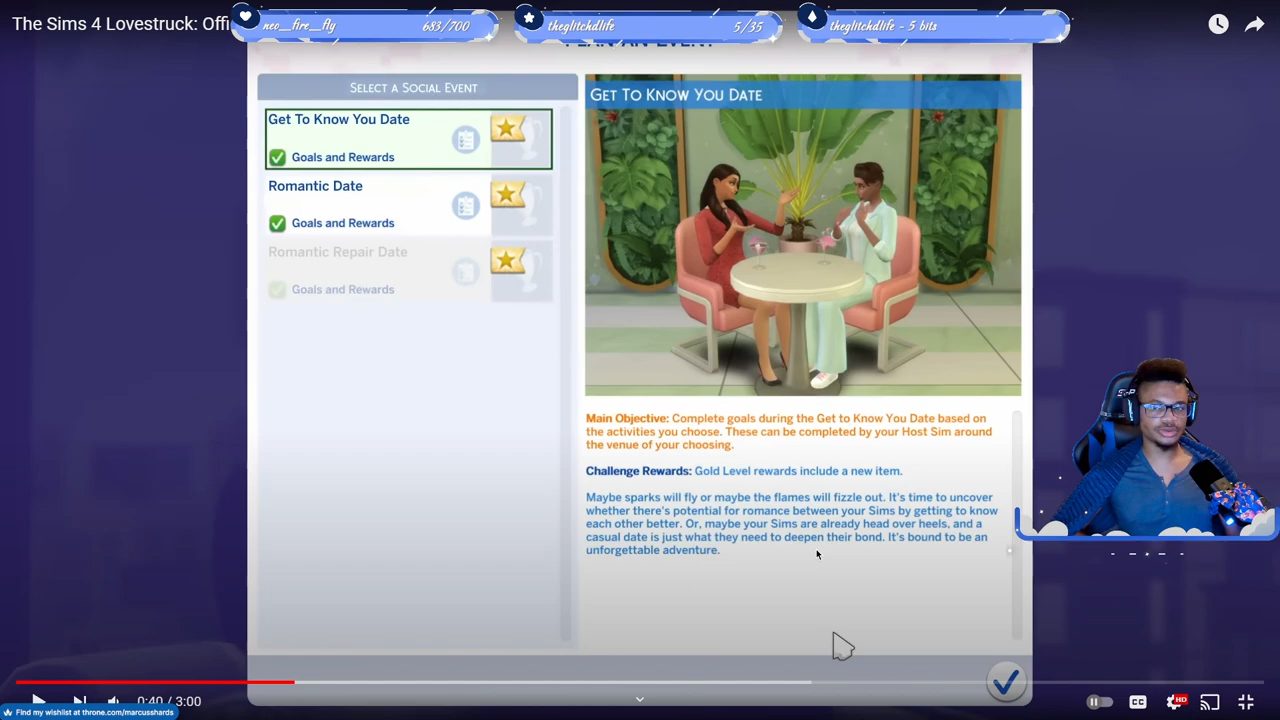 The Sims 4 Lovestruck: Offi
neo_fire_fly
683/700
theglitchdlife
5/35
theglitchdlife - 5 bits
PLAN AN EVENT
SELECT A SOCIAL EVENT
Get To Know You Date
Goals and Rewards
Romantic Date
Goals and Rewards
Romantic Repair Date
Goals and Rewards
GET TO KNOW YOU DATE
Main Objective: Complete goals during the Get to Know You Date based on
the activities you choose. These can be completed by your Host Sim around
the venue of your choosing.
Challenge Rewards: Gold Level rewards include a new item.
Maybe sparks will fly or maybe the flames will fizzle out. It's time to uncover
whether there's potential for romance between your Sims by getting to know
each other better. Or, maybe your Sims are already head over heels, and a
casual date is just what they need to deepen their bond. It's bound to be an
unforgettable adventure.
0:40 / 3:00
CC
HD
Find my wishlist at throne.com/marcusshards